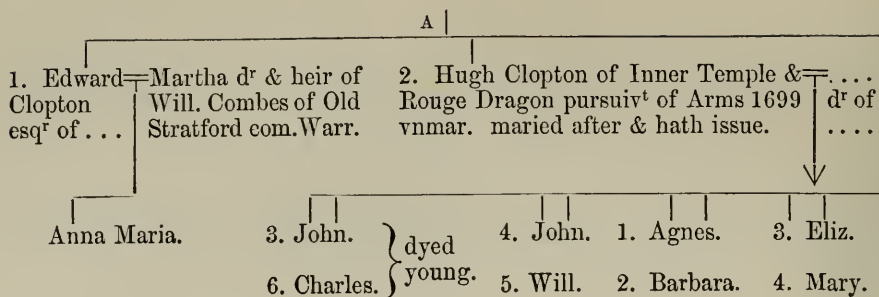 A
1. Edward Martha dʳ & heir of
Clopton Will. Combes of Old
esqʳ of . . . Stratford com. Warr.
2. Hugh Clopton of Inner Temple & . . . .
Rouge Dragon pursuivᵗ of Arms 1699 dʳ of
vnmar. maried after & hath issue. . . . .
Anna Maria. 3. John. 4. John. 1. Agnes. 3. Eliz.
dyed
young.
6. Charles. 5. Will. 2. Barbara. 4. Mary.